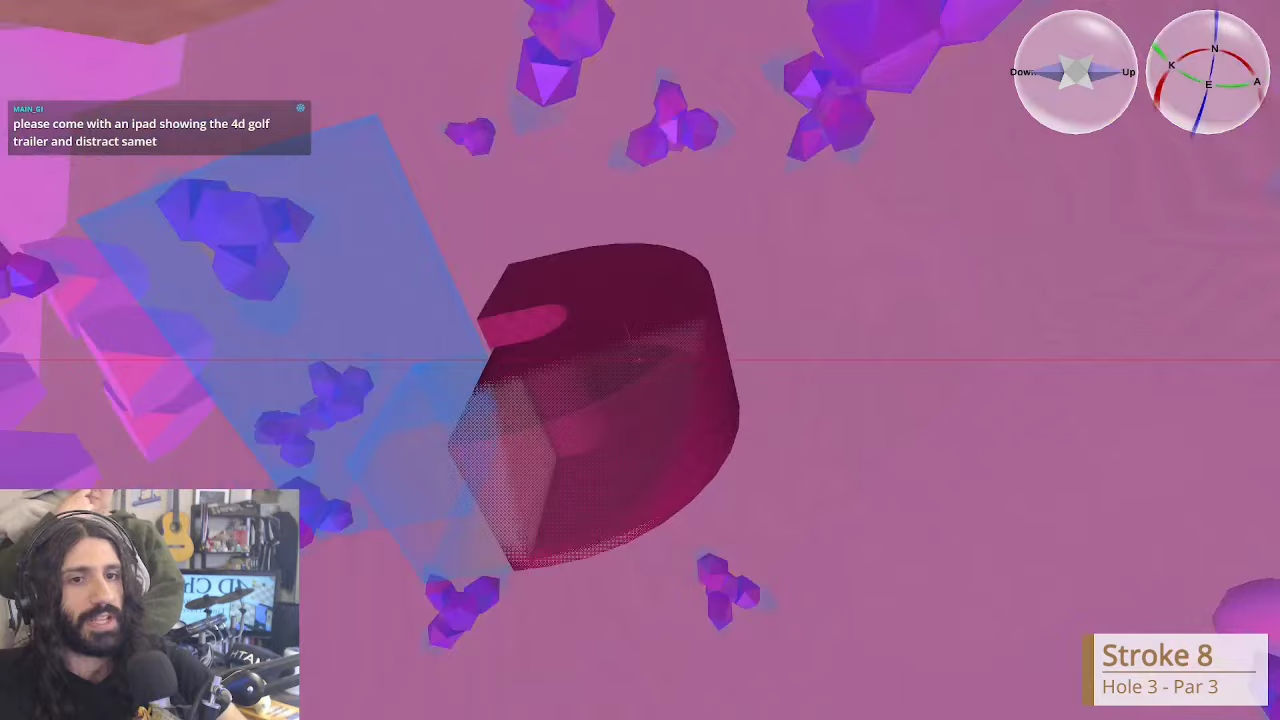 MAIN_GI
please come with an ipad showing the 4d golf
trailer and distract samet
Down
Up
N
K
E
A
Stroke 8
Hole 3 - Par 3